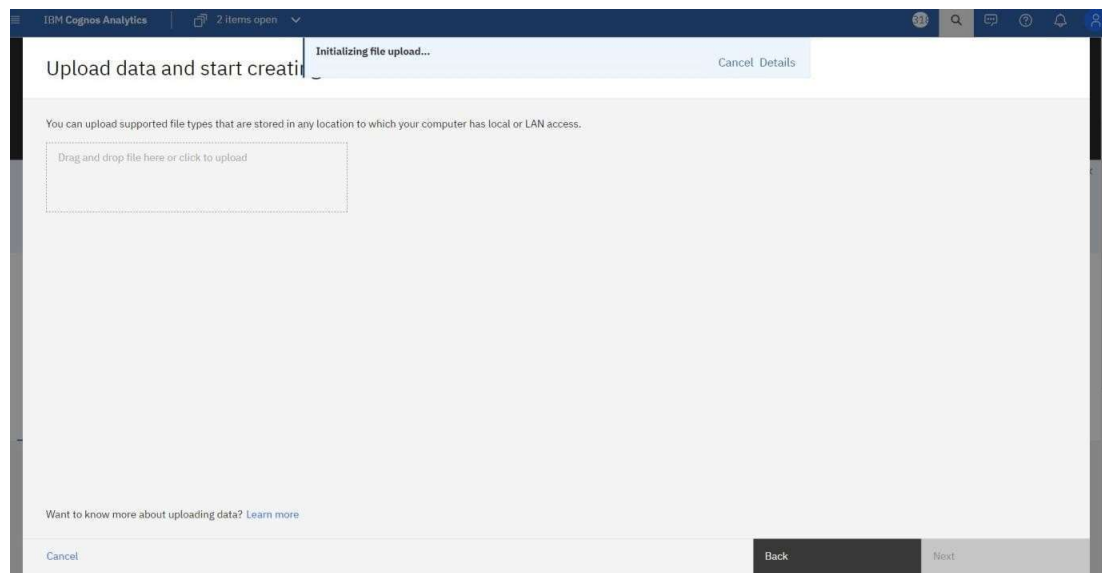 IBM Cognos Analytics
2 items open
Initializing file upload...
Cancel Details
Upload data and start
You can upload supported file types that are stored in any location to which your computer has local or LAN access.
Drag and drop file here or click to upload
Want to know more about uploading data? Learn more
Cancel
Back
Next